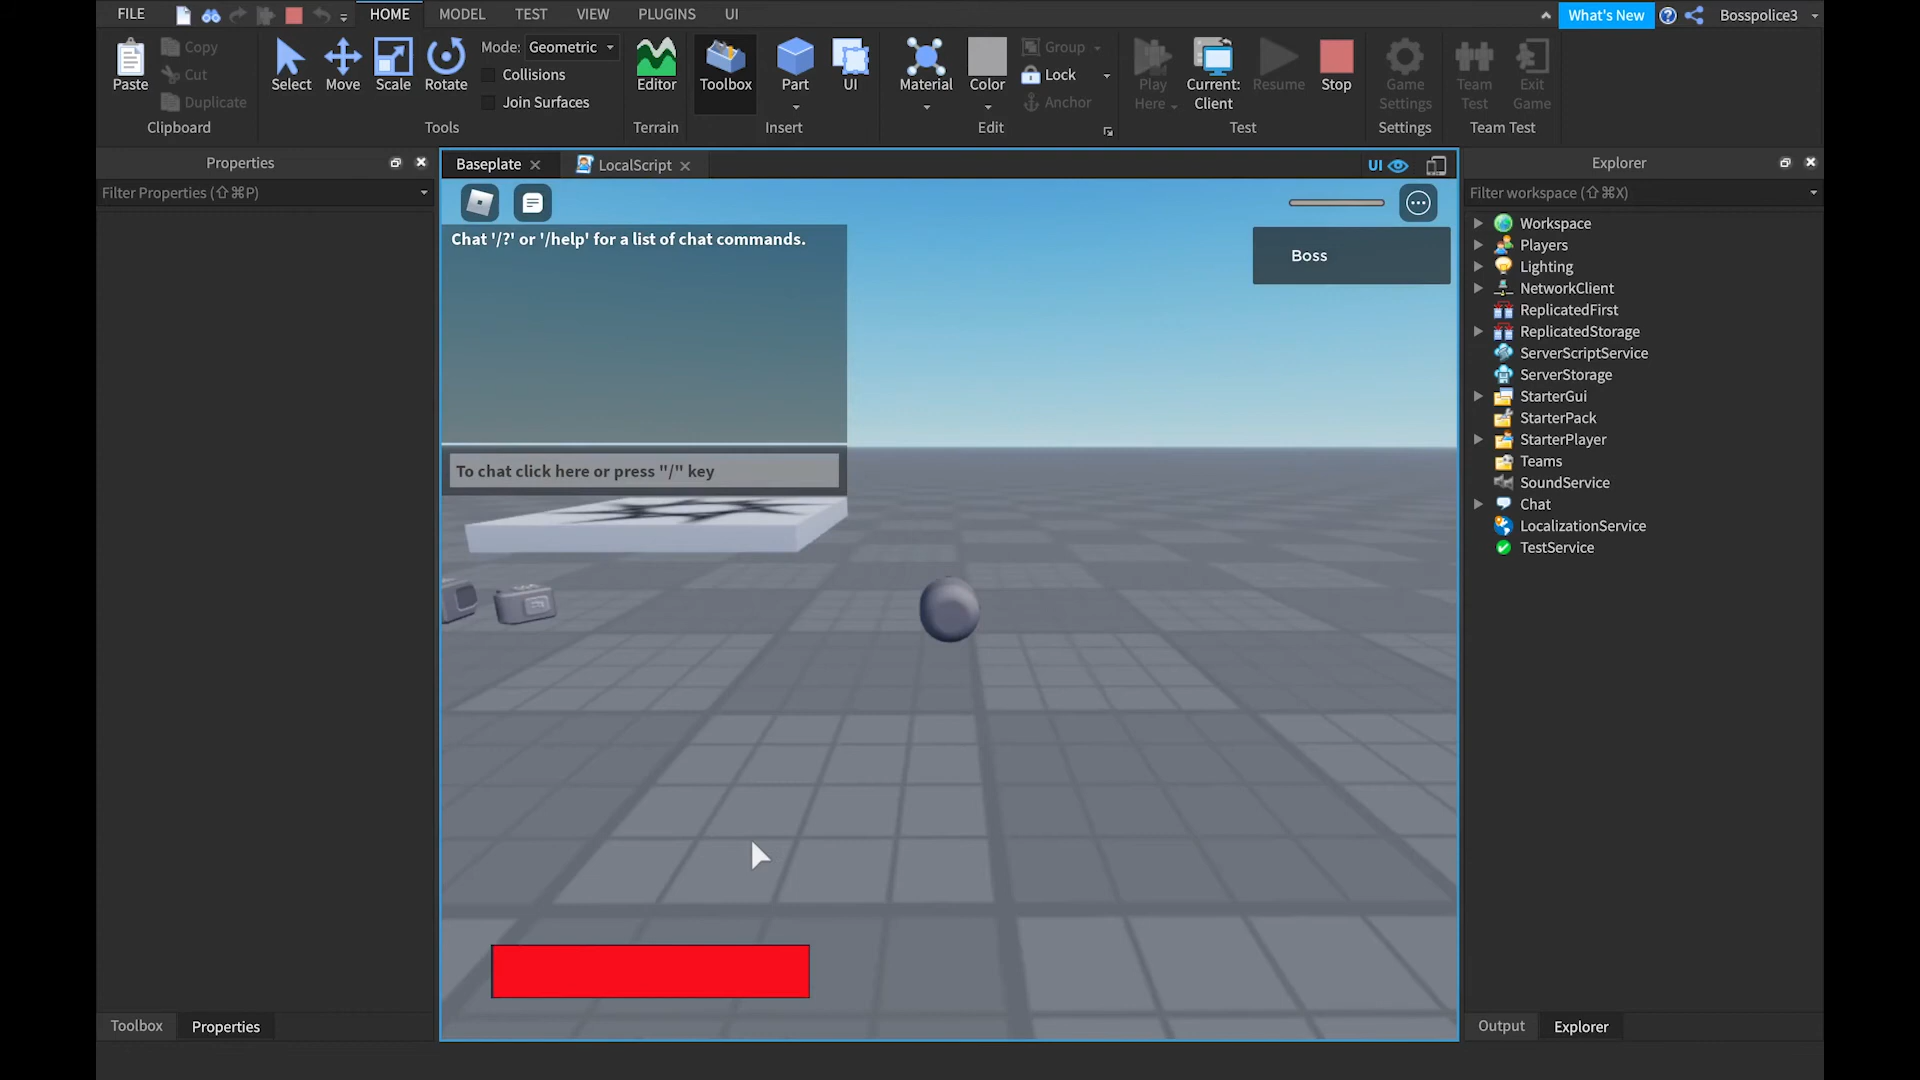 FILE
HOME
MODEL
TEST
VIEW
PLUGINS
UI
What's New
Bosspolice3
Paste
Copy
Cut
Duplicate
Clipboard
Select
Move
Scale
Rotate
Mode: Geometric
Collisions
Join Surfaces
Tools
Editor
Terrain
Toolbox
Part
UI
Insert
Material
Color
Group
Lock
Anchor
Edit
Play
Here
Current:
Client
Resume
Stop
Test
Game
Settings
Settings
Team
Test
Exit
Game
Team Test
Properties
Filter Properties (⇧⌘P)
Baseplate
LocalScript
UI
Chat '/?' or '/help' for a list of chat commands.
To chat click here or press "/" key
Boss
Explorer
Filter workspace (⇧⌘X)
Workspace
Players
Lighting
NetworkClient
ReplicatedFirst
ReplicatedStorage
ServerScriptService
ServerStorage
StarterGui
StarterPack
StarterPlayer
Teams
SoundService
Chat
LocalizationService
TestService
Toolbox
Properties
Output
Explorer